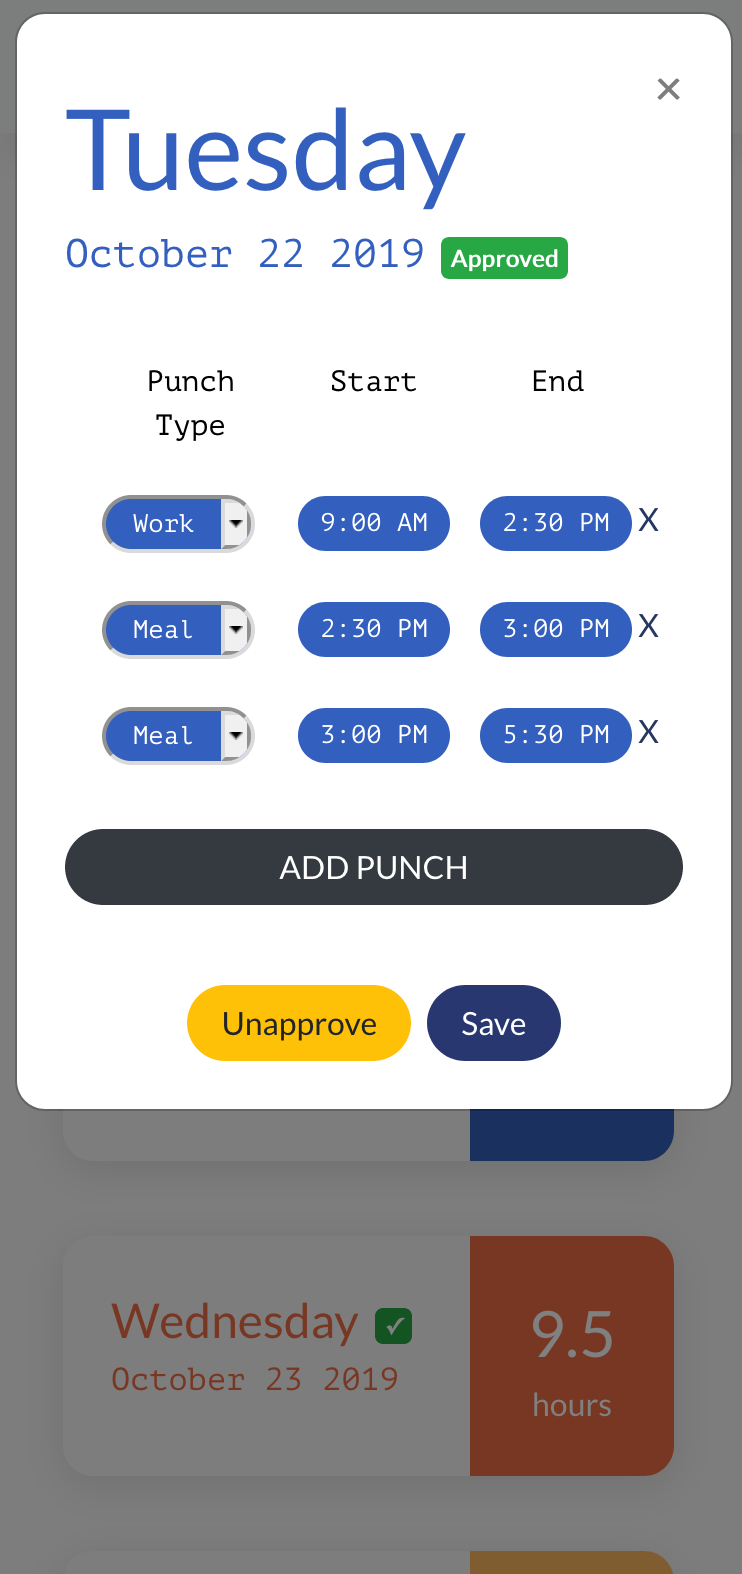 ×
Tuesday
October 22 2019 Approved
Punch Type Start End
Work 9:00 AM 2:30 PM X
Meal 2:30 PM 3:00 PM X
Meal 3:00 PM 5:30 PM X
ADD PUNCH
Unapprove Save
Wednesday ✓
October 23 2019
9.5
hours